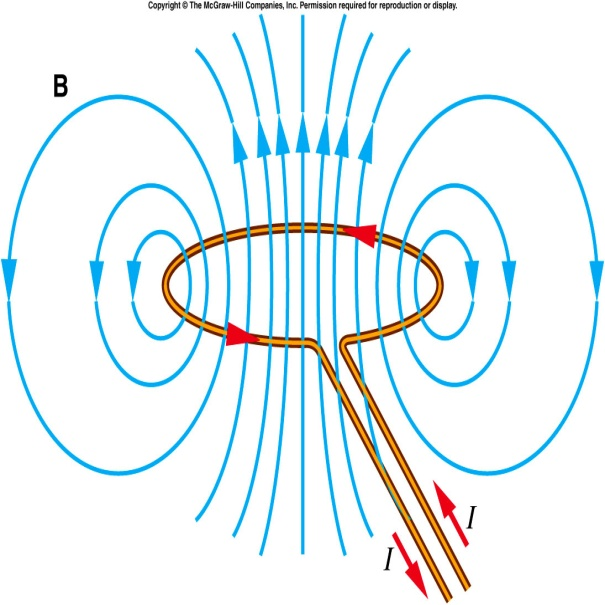 Copyright © The McGraw-Hill Companies, Inc. Permission required for reproduction or display.
B
I
I